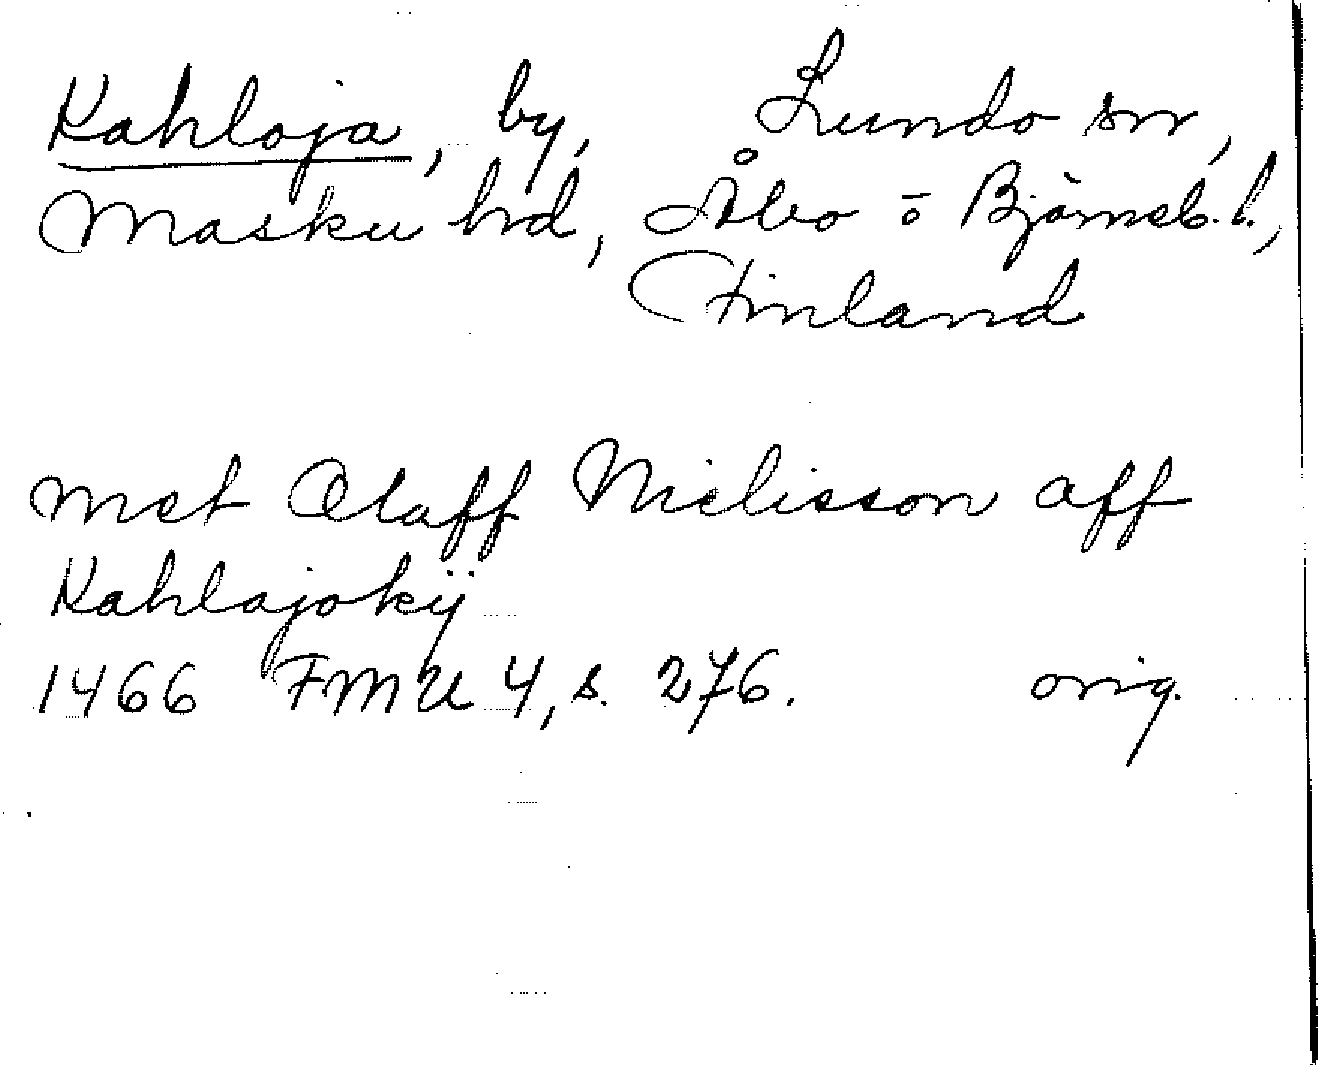 Kahloja, by, Lundo sn,
Masku hd, Åbo o Björneb. l.,
Finland
met Olaff Nielisson aff
Kahlajokij
1466 FMU 4, s. 276. orig.